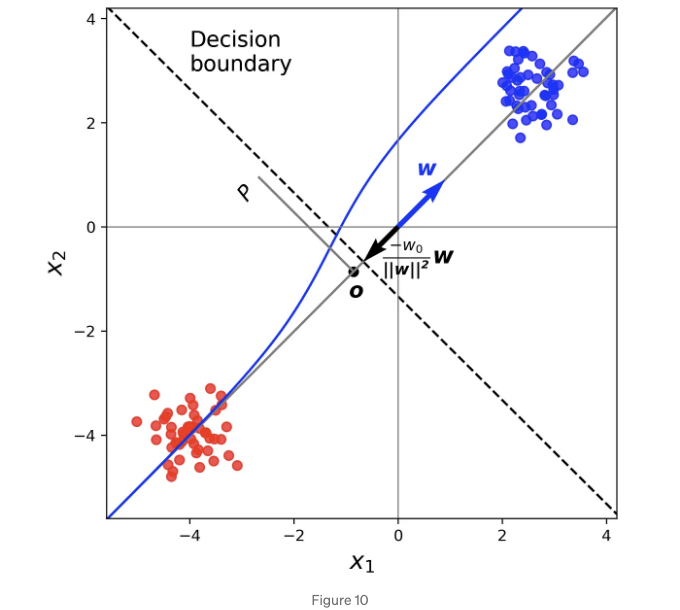 4
2
0
−2
−4
−4
−2
0
2
4
x₂
x₁
Decision
boundary
P
w
−w₀
||w||²
w
o
Figure 10